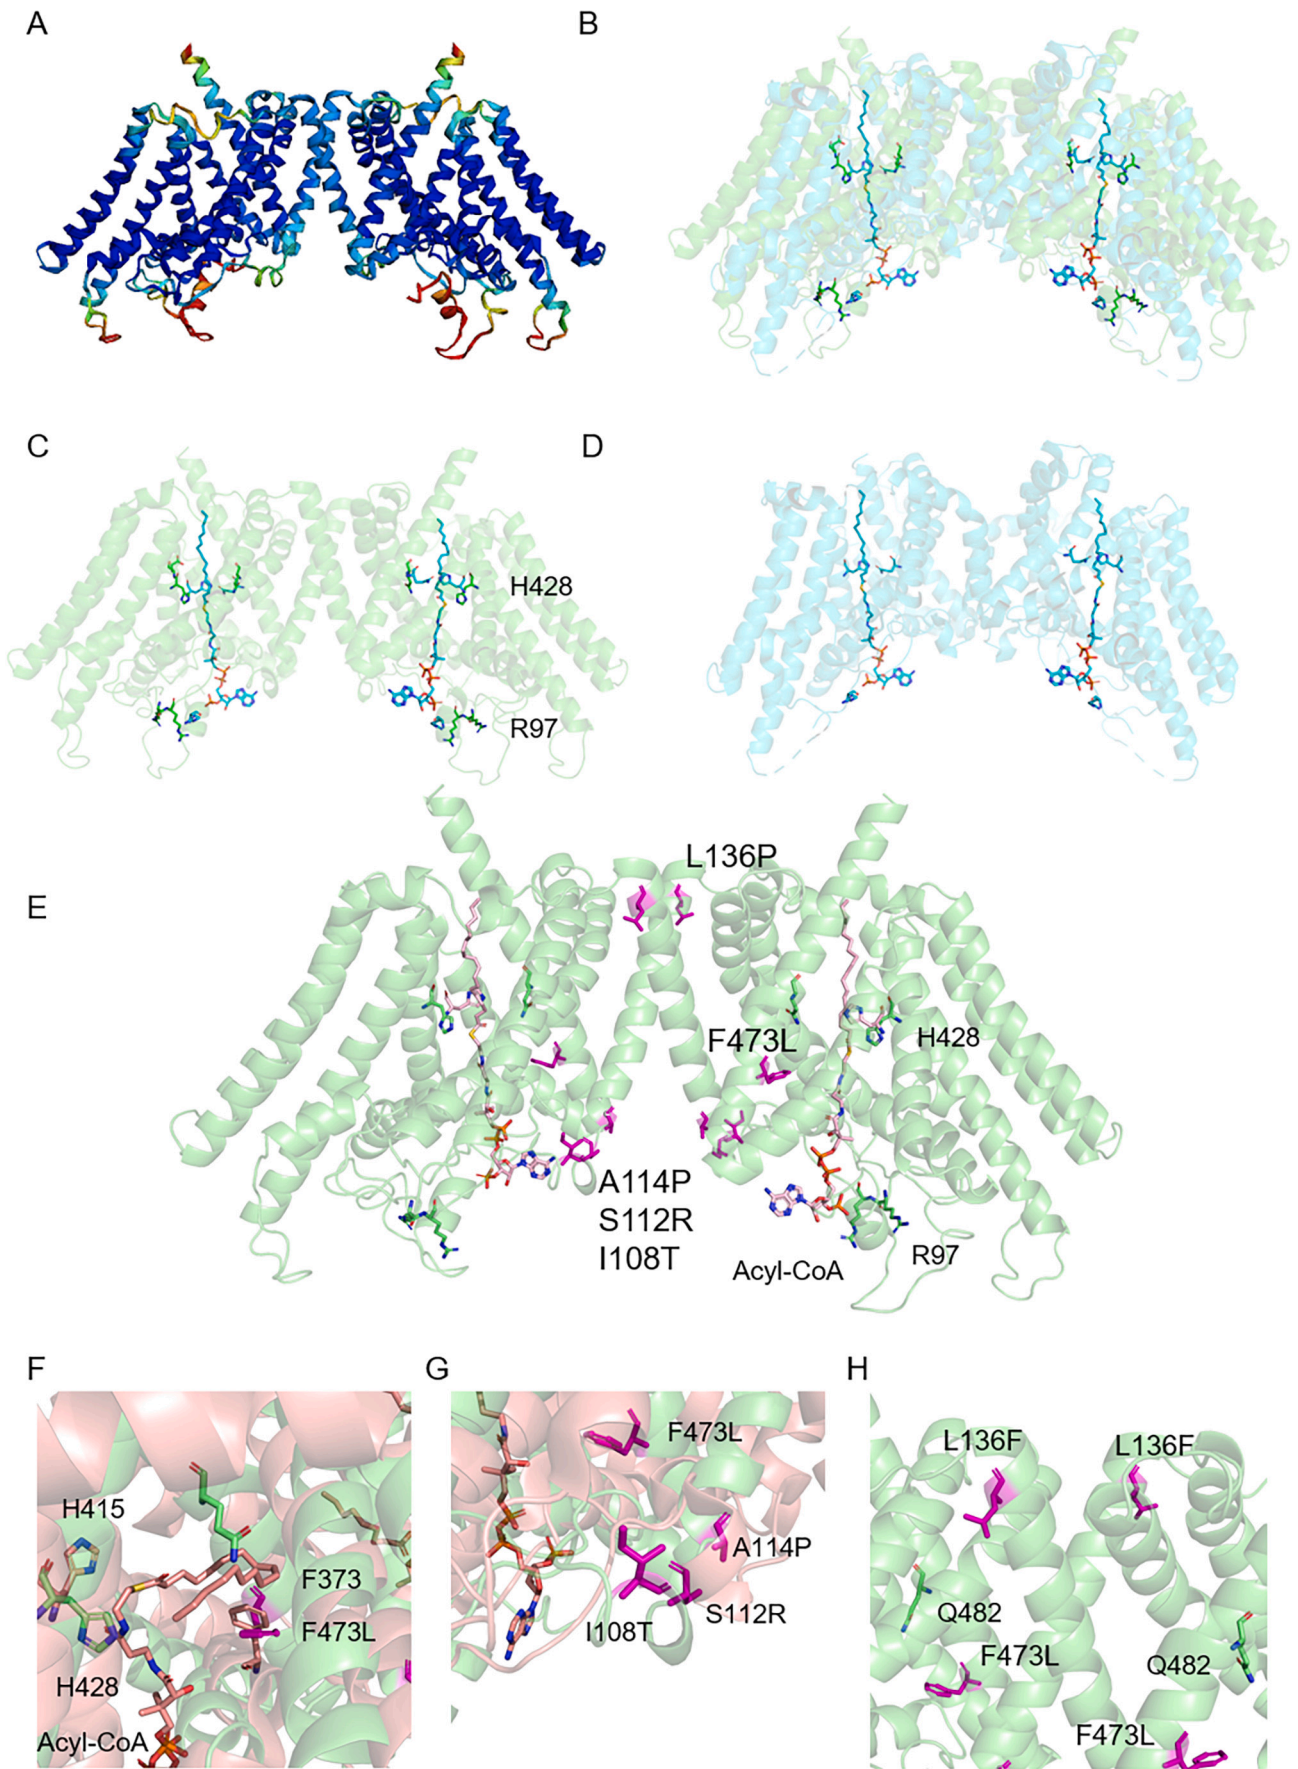 A
B
C
D
H428
R97
L136P
E
F473L
H428
A114P
S112R
I108T
R97
Acyl-CoA
F
G
H
F473L
L136F
L136F
H415
A114P
F373
Q482
S112R
F473L
I108T
F473L
Q482
H428
F473L
Acyl-CoA